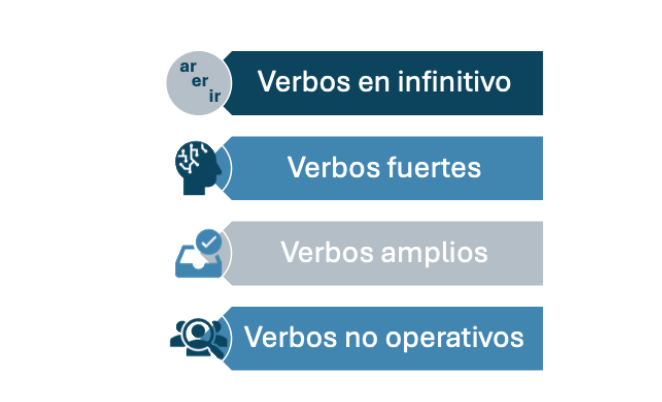 ar
er
ir
Verbos en infinitivo
Verbos fuertes
Verbos amplios
Verbos no operativos